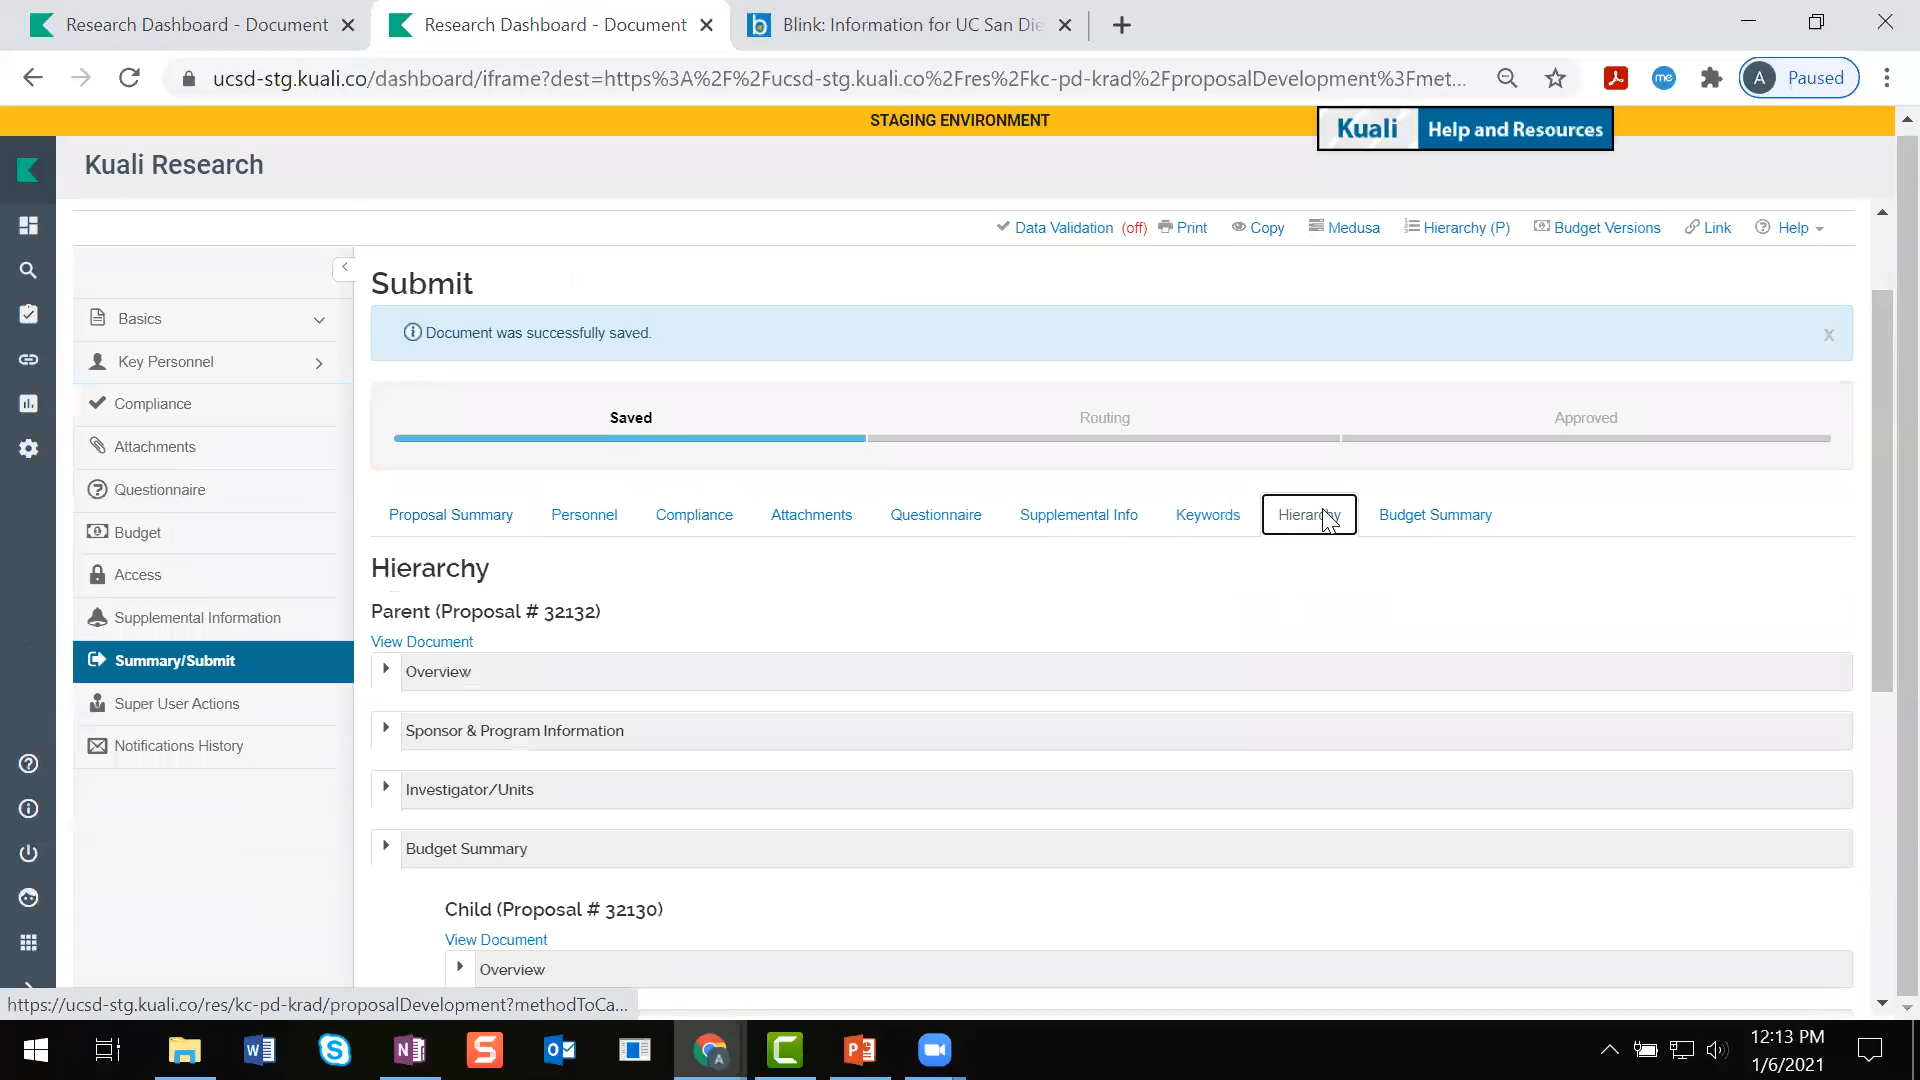 Research Dashboard - Document
Research Dashboard - Document
Blink: Information for UC San Die
ucsd-stg.kuali.co/dashboard/iframe?dest=https%3A%2F%2Fucsd-stg.kuali.co%2Fres%2Fkc-pd-krad%2FproposalDevelopment%3Fmet...
me
A Paused
STAGING ENVIRONMENT
Kuali Help and Resources
Kuali Research
Data Validation (off) Print Copy Medusa Hierarchy (P) Budget Versions Link Help
Submit
Document was successfully saved.
x
Basics
Key Personnel
Compliance
Attachments
Questionnaire
Budget
Access
Supplemental Information
Summary/Submit
Super User Actions
Notifications History
Saved Routing Approved
Proposal Summary Personnel Compliance Attachments Questionnaire Supplemental Info Keywords Hierarchy Budget Summary
Hierarchy
Parent (Proposal # 32132)
View Document
Overview
Sponsor & Program Information
Investigator/Units
Budget Summary
Child (Proposal # 32130)
View Document
Overview
https://ucsd-stg.kuali.co/res/kc-pd-krad/proposalDevelopment?methodToCa...
12:13 PM
1/6/2021